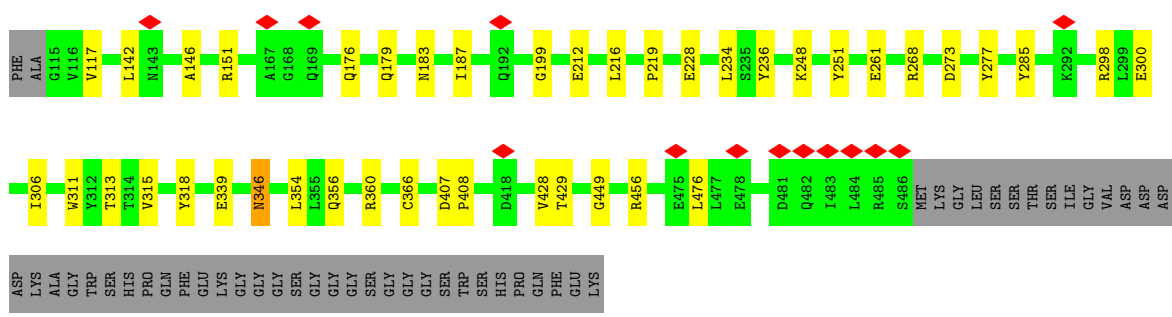 PHE ALA G115 V116 V117 L142 N143 A146 R151 A167 G168 Q169 Q176 Q179 N183 I187 Q192 G199 E212 L216 P219 E228 L234 S235 Y236 K248 Y251 E261 R268 D273 Y277 Y285 K292 R298 L299 E300
I306 W311 Y312 T313 T314 V315 Y318 E339 N346 L354 L355 Q356 R360 C366 D407 P408 D418 V428 T429 G449 R456 E475 L476 L477 E478 D481 Q482 I483 L484 R485 S486 MET LYS GLY LEU SER SER THR SER ILE GLY VAL ASP ASP ASP
ASP LYS ALA GLY TRP SER HIS PRO GLN PHE GLU LYS GLY GLY GLY SER GLY GLY GLY SER GLY GLY SER TRP SER HIS PRO GLN PHE GLU LYS